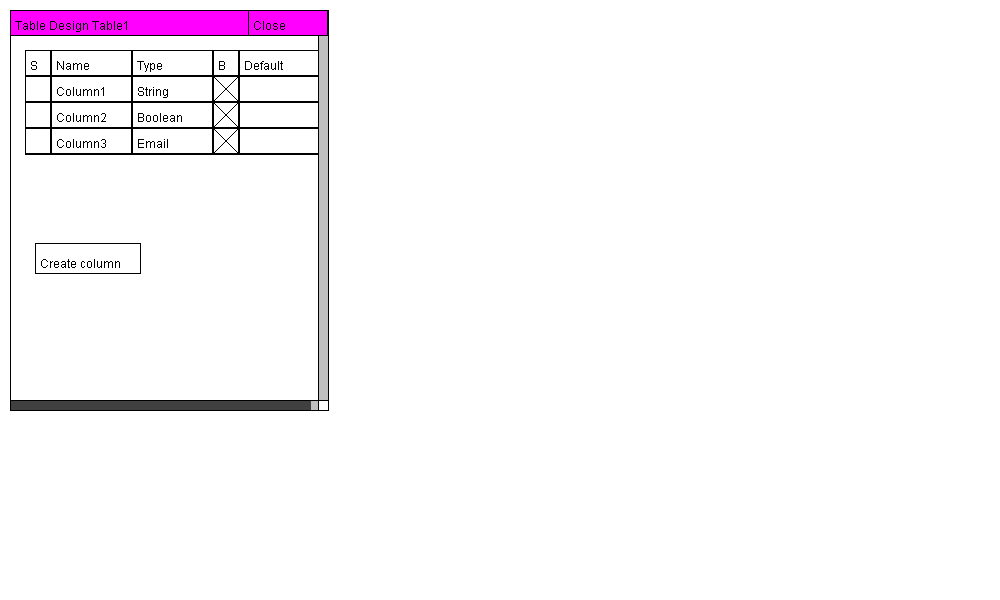 Table Design Table1 Close
S Name Type B Default
Column1 String
Column2 Boolean
Column3 Email
Create column